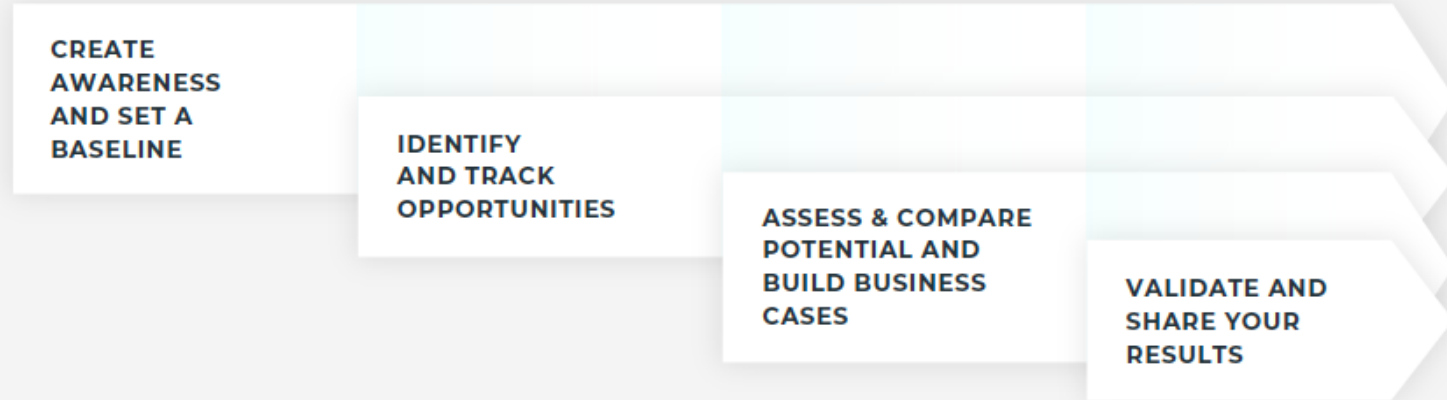 CREATE
AWARENESS
AND SET A
BASELINE
IDENTIFY
AND TRACK
OPPORTUNITIES
ASSESS & COMPARE
POTENTIAL AND
BUILD BUSINESS
CASES
VALIDATE AND
SHARE YOUR
RESULTS